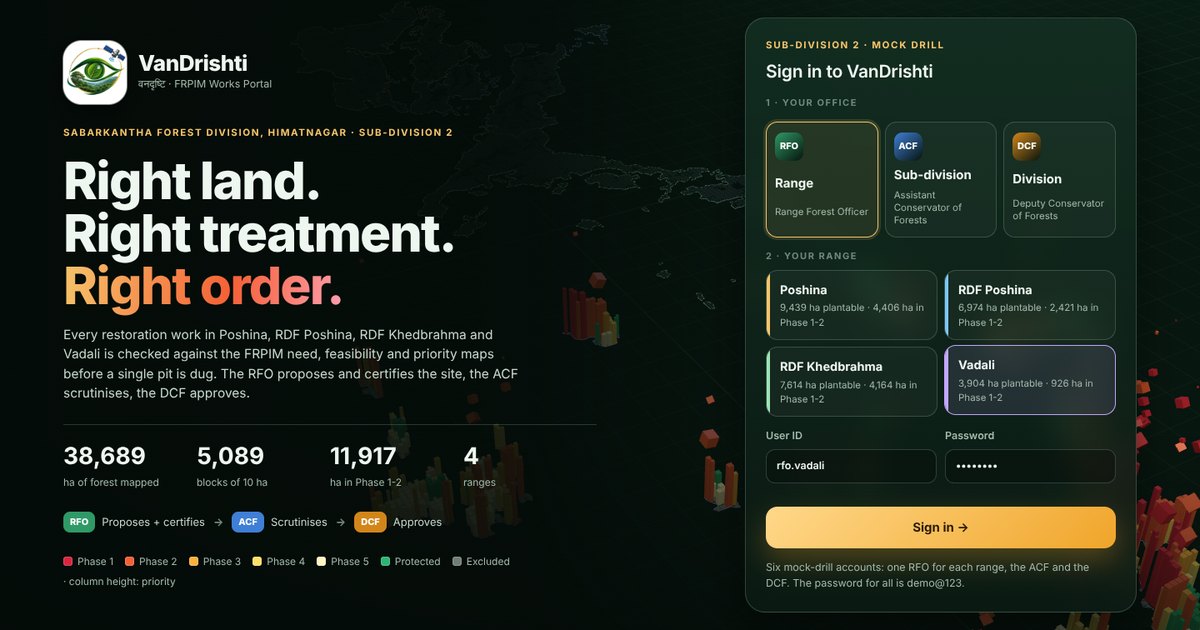 VanDrishti
वनदृष्टि · FRPIM Works Portal
SABARKANTHA FOREST DIVISION, HIMATNAGAR · SUB-DIVISION 2
Right land.
Right treatment.
Right order.
Every restoration work in Poshina, RDF Poshina, RDF Khedbrahma and
Vadali is checked against the FRPIM need, feasibility and priority maps
before a single pit is dug. The RFO proposes and certifies the site, the ACF
scrutinises, the DCF approves.
38,689
ha of forest mapped
5,089
blocks of 10 ha
11,917
ha in Phase 1-2
4
ranges
RFO Proposes + certifies → ACF Scrutinises → DCF Approves
Phase 1 Phase 2 Phase 3 Phase 4 Phase 5 Protected Excluded
· column height: priority
SUB-DIVISION 2 · MOCK DRILL
Sign in to VanDrishti
1 · YOUR OFFICE
RFO
Range
Range Forest Officer
ACF
Sub-division
Assistant
Conservator of
Forests
DCF
Division
Deputy Conservator
of Forests
2 · YOUR RANGE
Poshina
9,439 ha plantable · 4,406 ha in
Phase 1-2
RDF Poshina
6,974 ha plantable · 2,421 ha in
Phase 1-2
RDF Khedbrahma
7,614 ha plantable · 4,164 ha in
Phase 1-2
Vadali
3,904 ha plantable · 926 ha in
Phase 1-2
User ID
rfo.vadali
Password
••••••••
Sign in →
Six mock-drill accounts: one RFO for each range, the ACF and the
DCF. The password for all is demo@123.